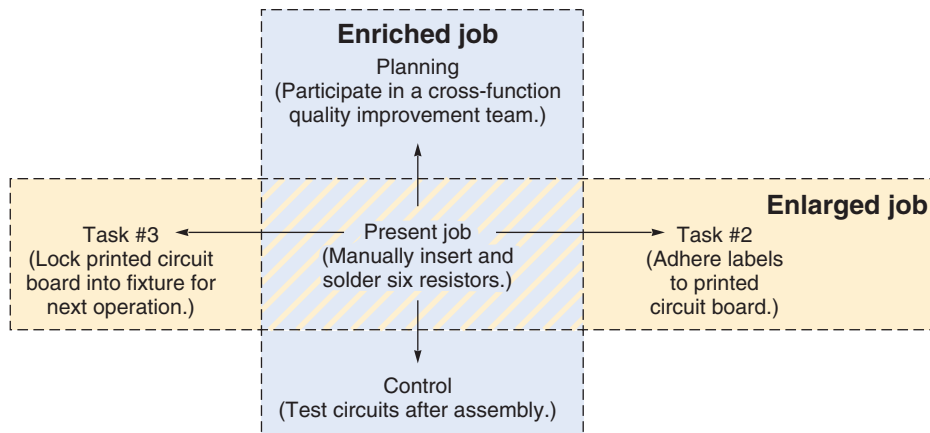 Enriched job
Planning
(Participate in a cross-function
quality improvement team.)
Enlarged job
Task #3
(Lock printed circuit
board into fixture for
next operation.)
Present job
(Manually insert and
solder six resistors.)
Task #2
(Adhere labels
to printed
circuit board.)
Control
(Test circuits after assembly.)